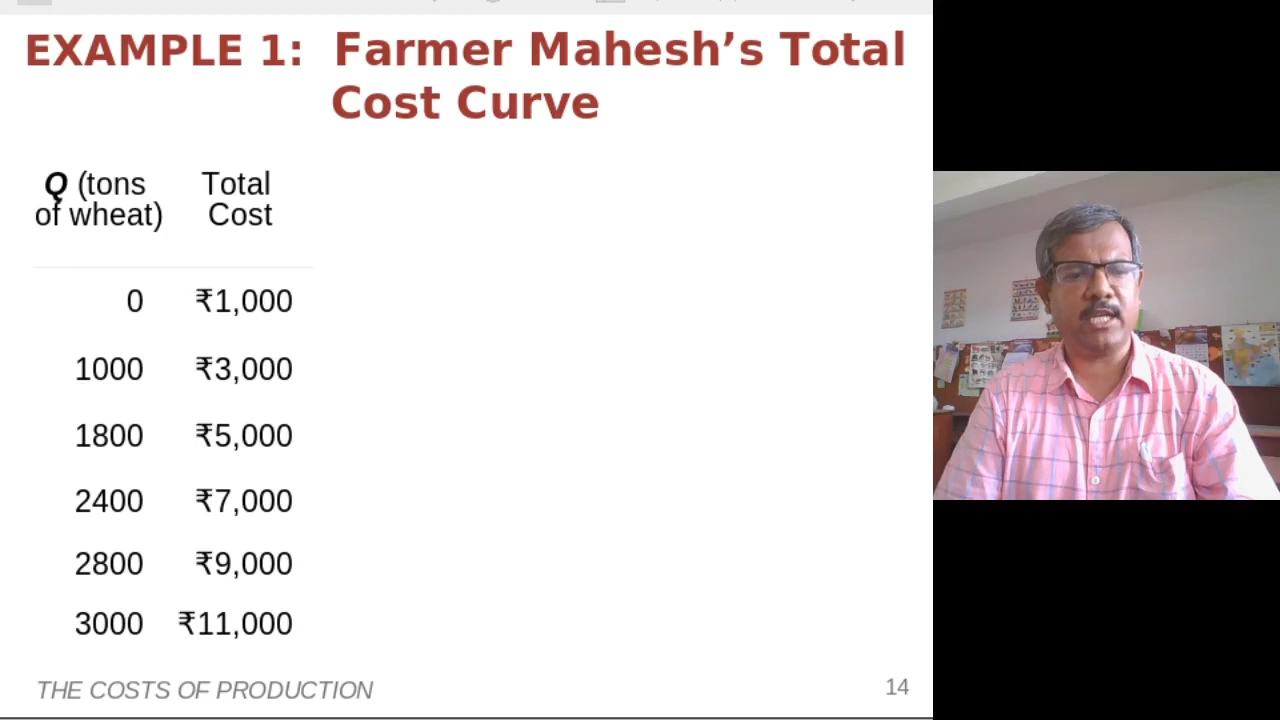 EXAMPLE 1: Farmer Mahesh’s Total
Cost Curve
Q (tons
of wheat)
Total
Cost
0 ₹1,000
1000 ₹3,000
1800 ₹5,000
2400 ₹7,000
2800 ₹9,000
3000 ₹11,000
THE COSTS OF PRODUCTION
14